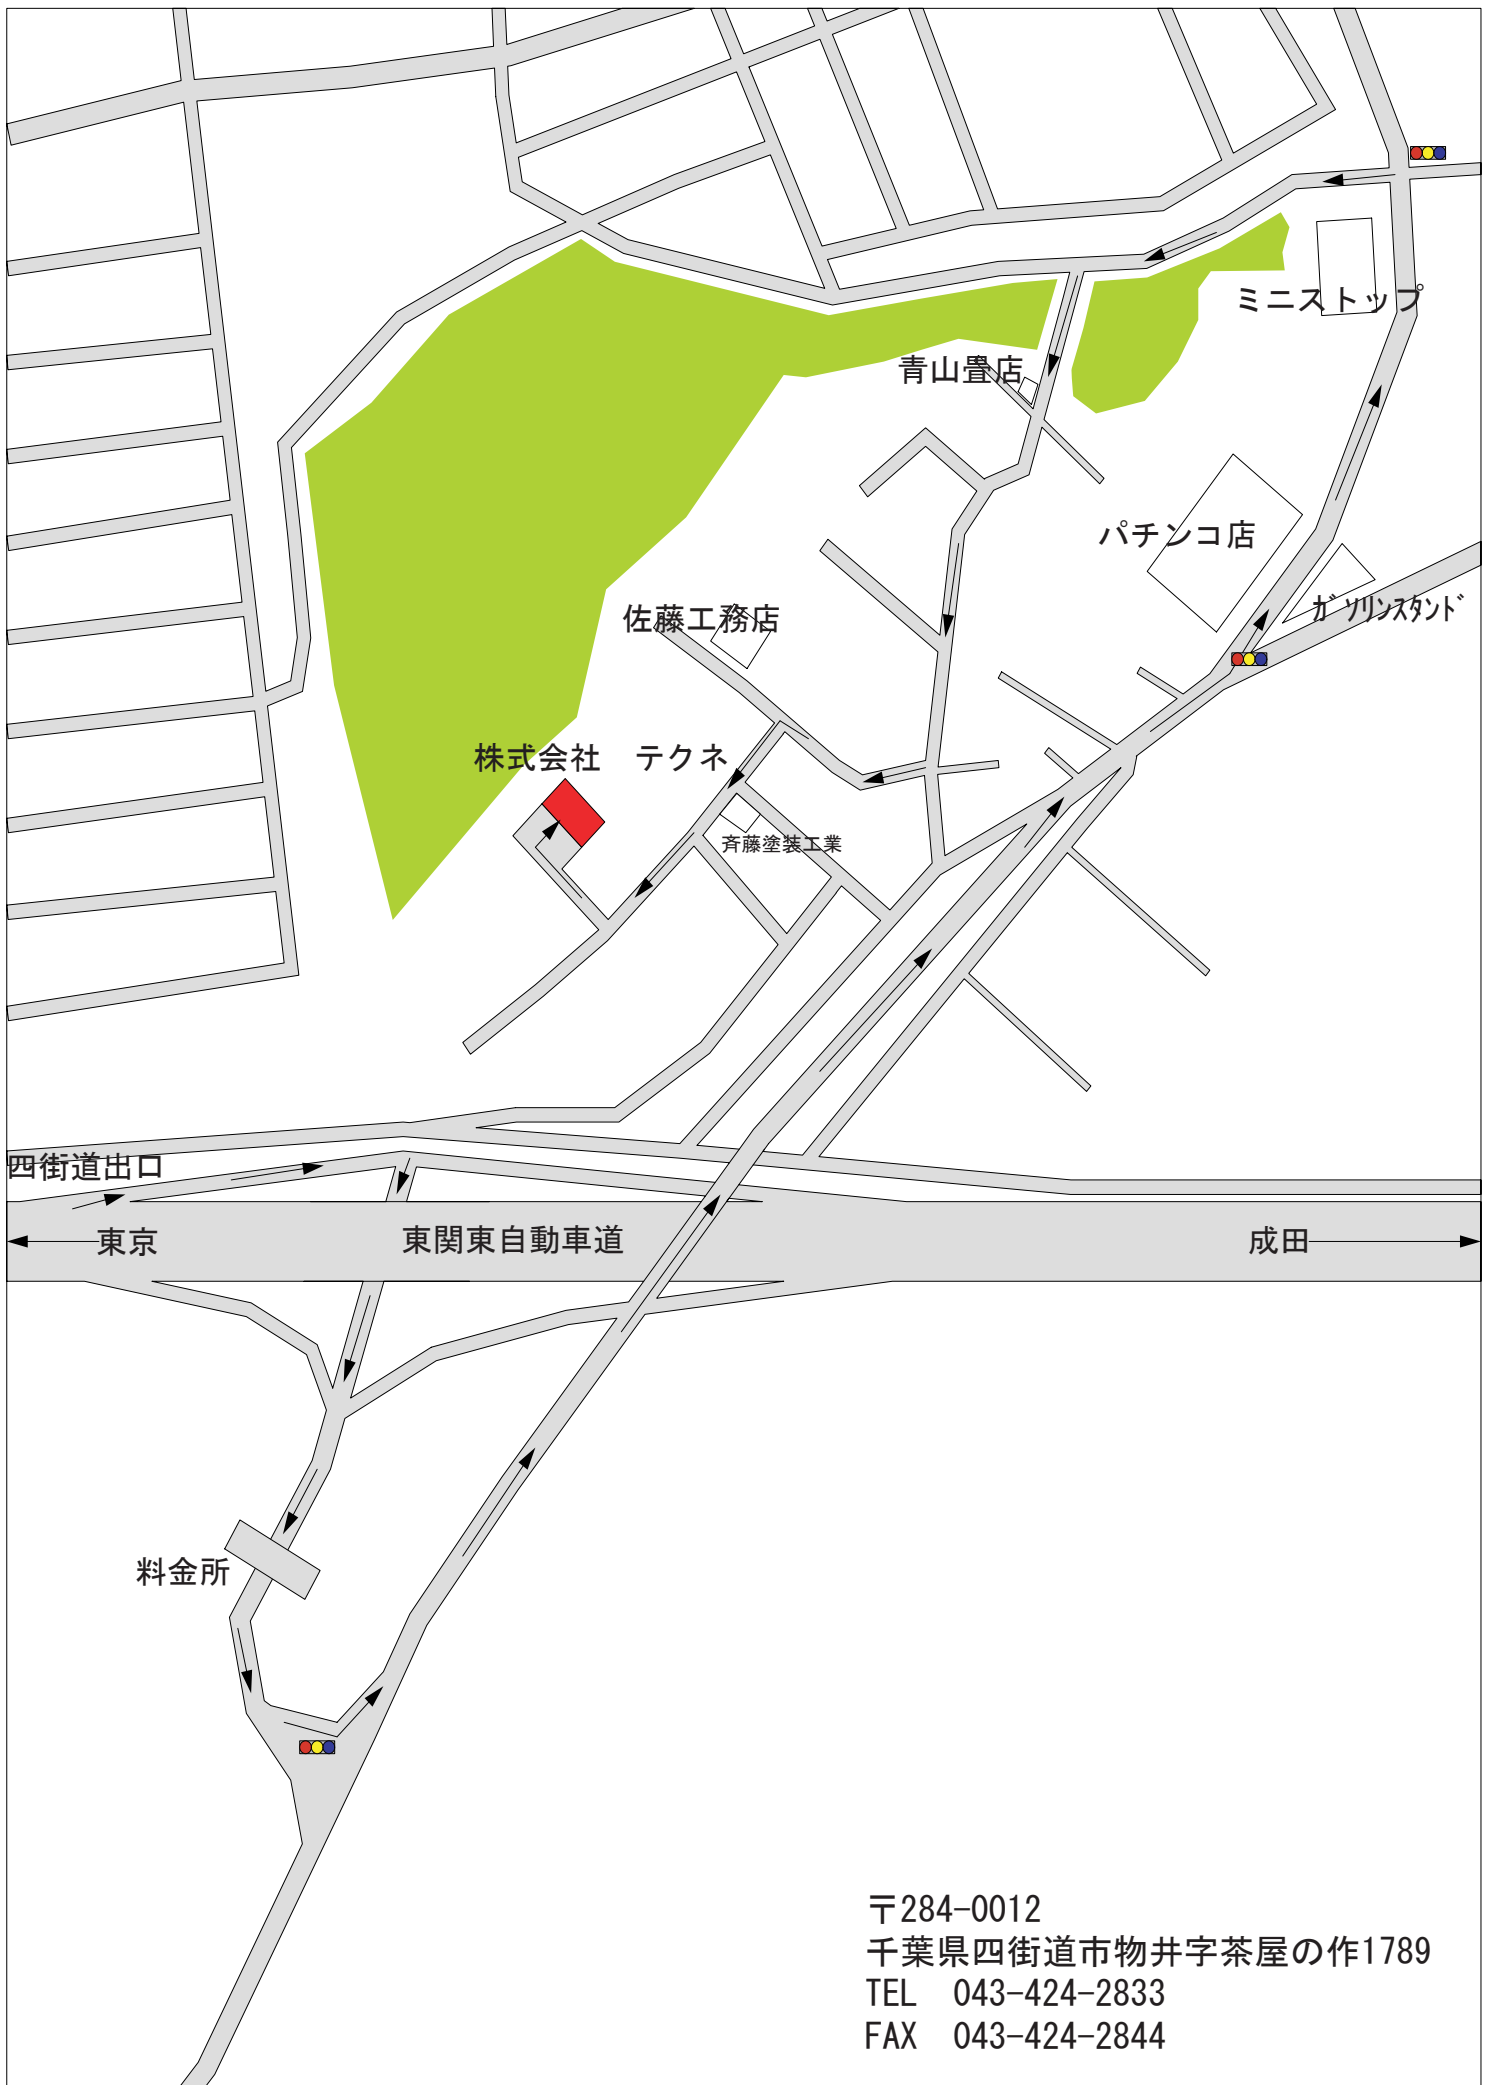 ミニストップ
青山畳店
パチンコ店
ガソリンスタンド
佐藤工務店
株式会社　テクネ
斉藤塗装工業
四街道出口
東京
東関東自動車道
成田
料金所
〒284-0012
千葉県四街道市物井字茶屋の作1789
TEL　043-424-2833
FAX　043-424-2844